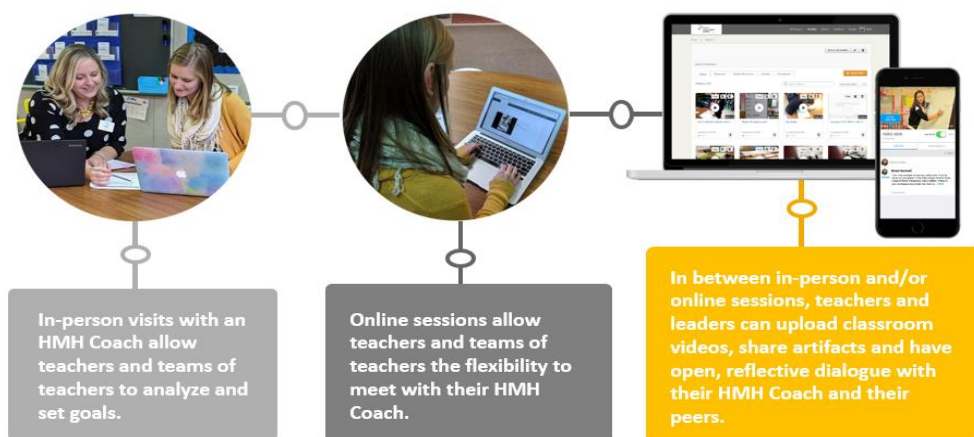 In-person visits with an
HMH Coach allow
teachers and teams of
teachers to analyze and
set goals.
Online sessions allow
teachers and teams of
teachers the flexibility to
meet with their HMH
Coach.
In between in-person and/or
online sessions, teachers and
leaders can upload classroom
videos, share artifacts and have
open, reflective dialogue with
their HMH Coach and their
peers.